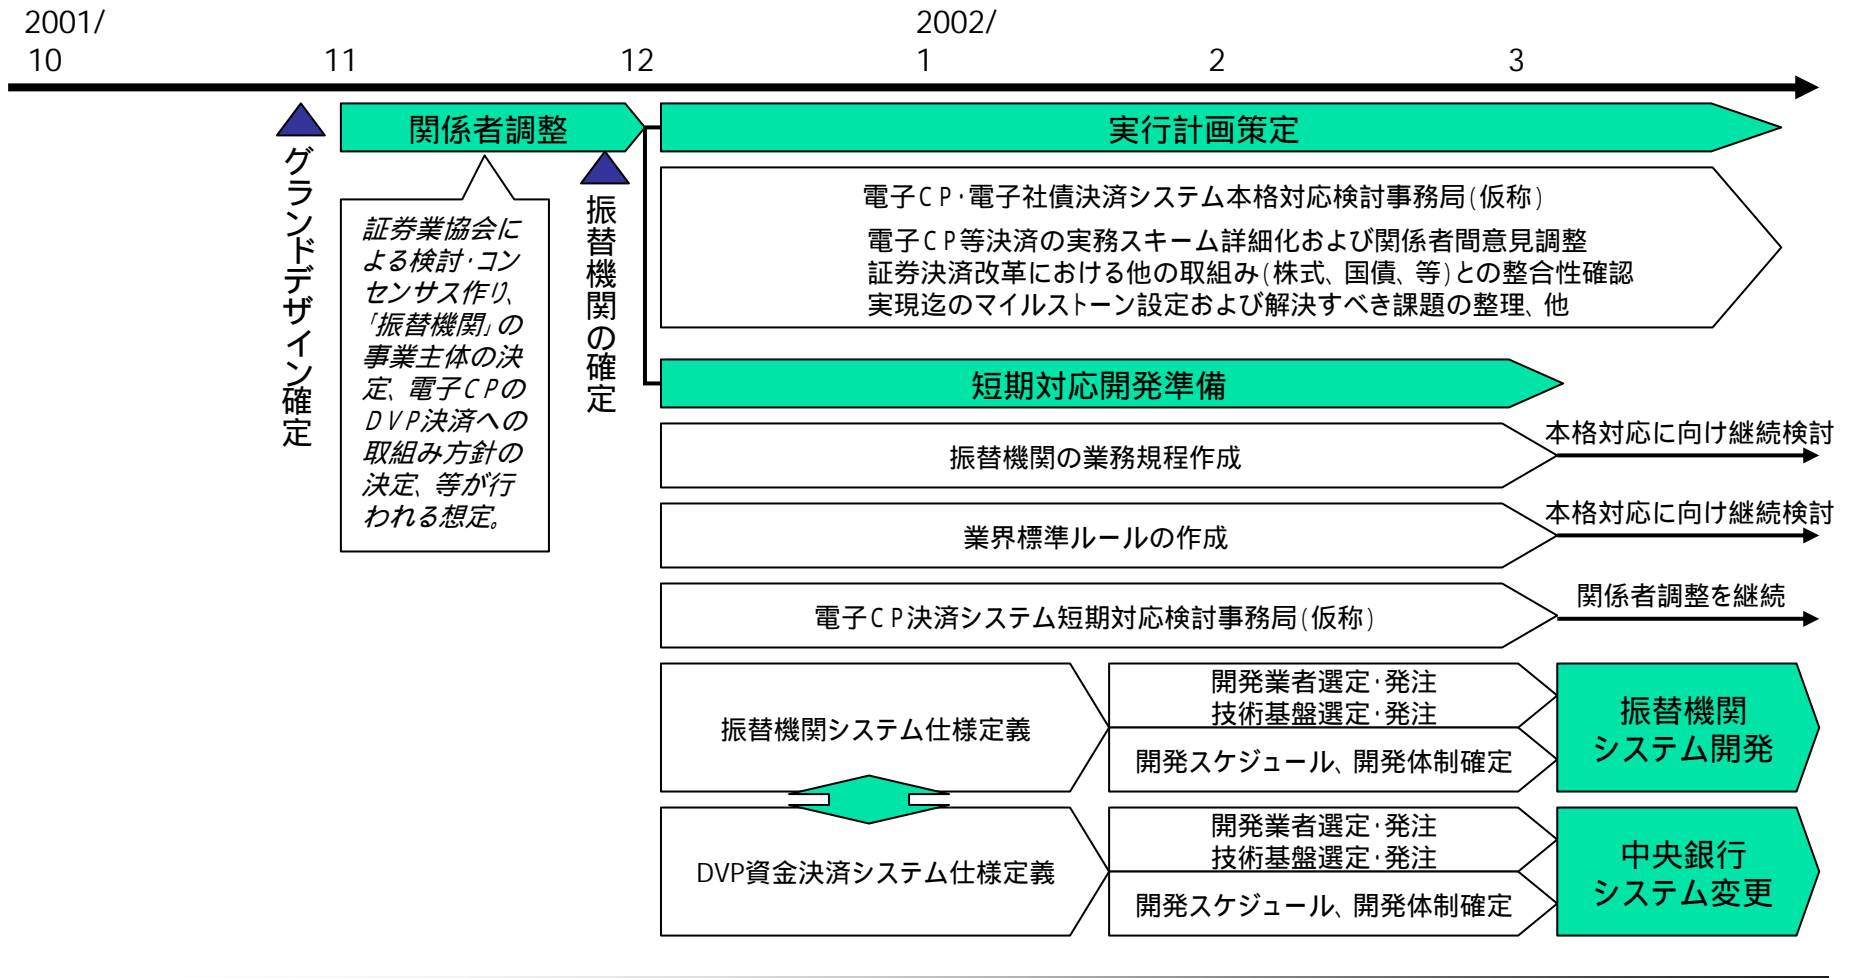 2001/
10
11
12
2002/
1
2
3
グランドデザイン確定
関係者調整
証券業協会に
よる検討・コン
センサス作り、
「振替機関」の
事業主体の決
定、電子CPの
DVP決済への
取組み方針の
決定、等が行
われる想定。
振替機関の確定
実行計画策定
電子CP・電子社債決済システム本格対応検討事務局(仮称)
電子CP等決済の実務スキーム詳細化および関係者間意見調整
証券決済改革における他の取組み(株式、国債、等)との整合性確認
実現迄のマイルストーン設定および解決すべき課題の整理、他
短期対応開発準備
振替機関の業務規程作成
本格対応に向け継続検討
業界標準ルールの作成
本格対応に向け継続検討
電子CP決済システム短期対応検討事務局(仮称)
関係者調整を継続
振替機関システム仕様定義
開発業者選定・発注
技術基盤選定・発注
開発スケジュール、開発体制確定
振替機関
システム開発
DVP資金決済システム仕様定義
開発業者選定・発注
技術基盤選定・発注
開発スケジュール、開発体制確定
中央銀行
システム変更